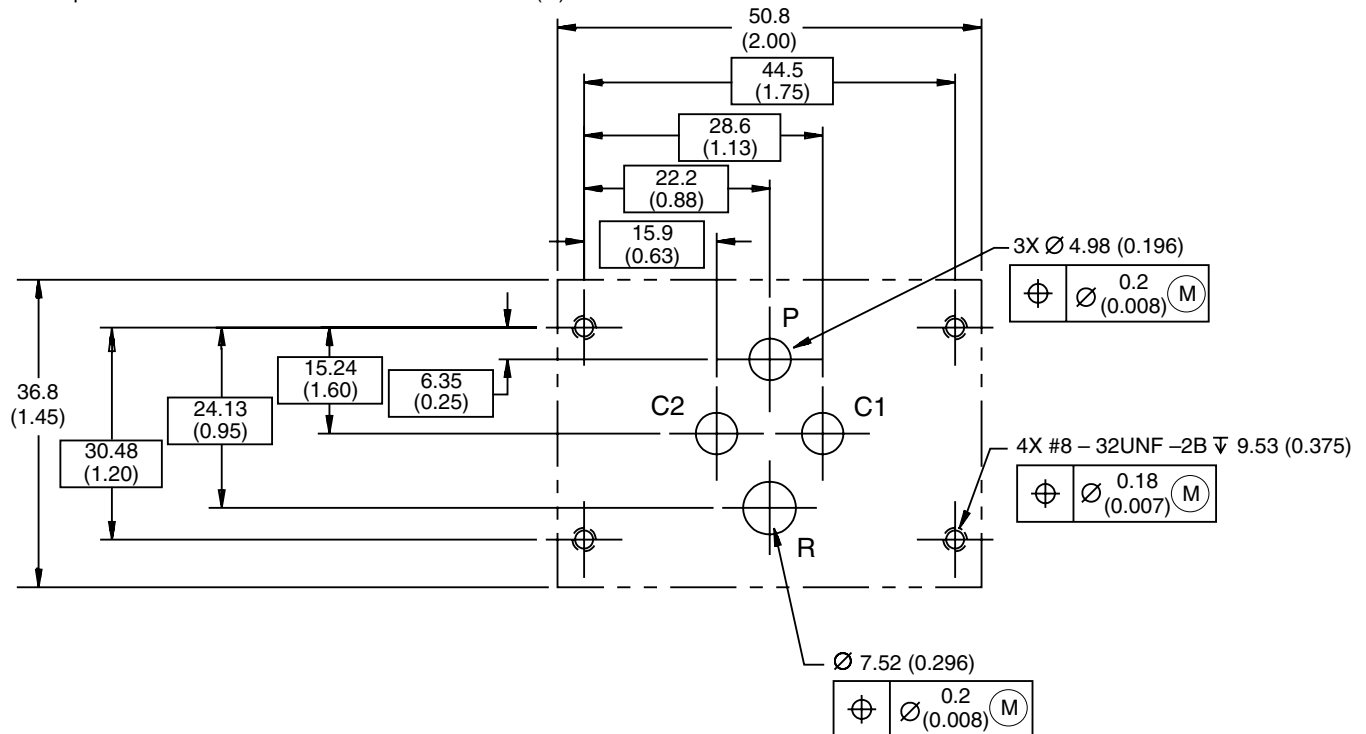 50.8
(2.00)
44.5
(1.75)
28.6
(1.13)
22.2
(0.88)
15.9
(0.63)
3X Ø 4.98 (0.196)
⌖ Ø 0.2 (0.008) Ⓜ
P
15.24
(1.60)
6.35
(0.25)
36.8
(1.45)
24.13
(0.95)
C2
C1
30.48
(1.20)
4X #8 – 32UNF –2B ↧ 9.53 (0.375)
⌖ Ø 0.18 (0.007) Ⓜ
R
Ø 7.52 (0.296)
⌖ Ø 0.2 (0.008) Ⓜ